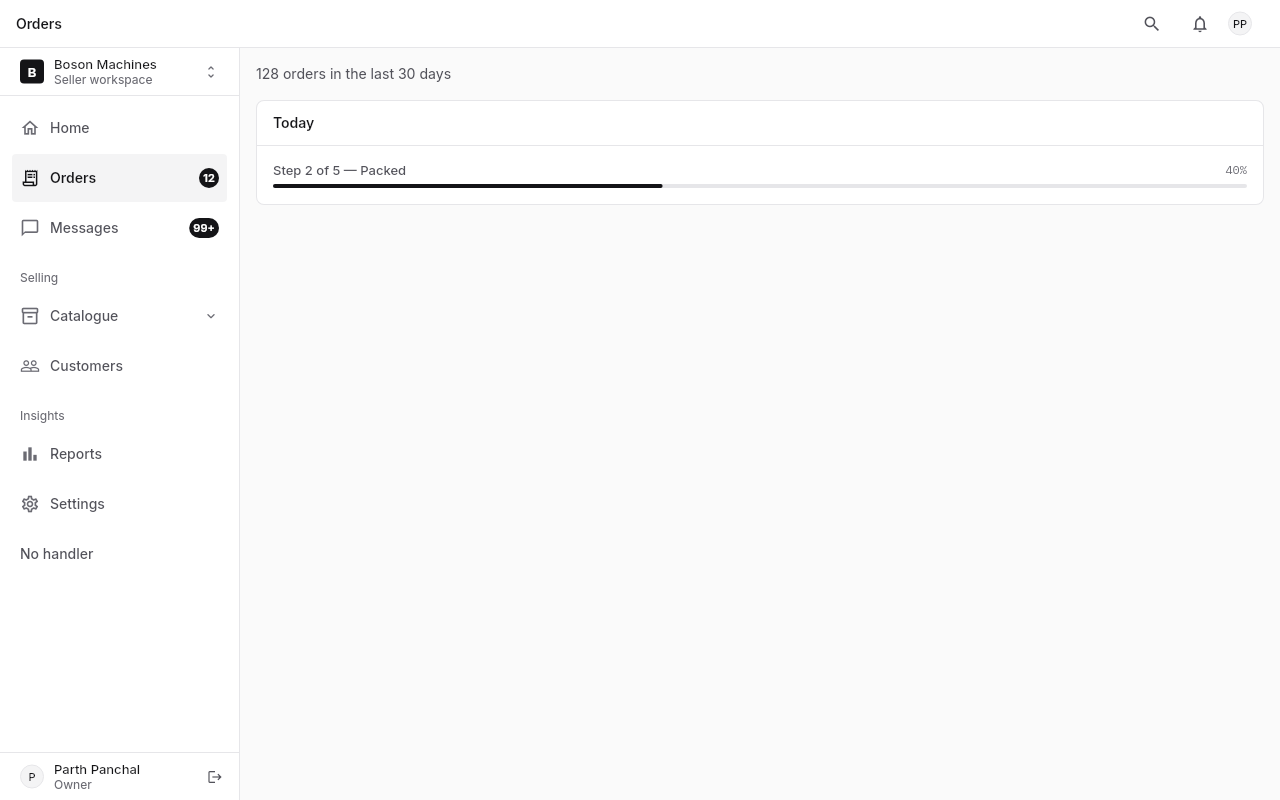 Orders
PP
B
Boson Machines
Seller workspace
Home
Orders
12
Messages
99+
Selling
Catalogue
Customers
Insights
Reports
Settings
No handler
P
Parth Panchal
Owner
128 orders in the last 30 days
Today
Step 2 of 5 — Packed
40%